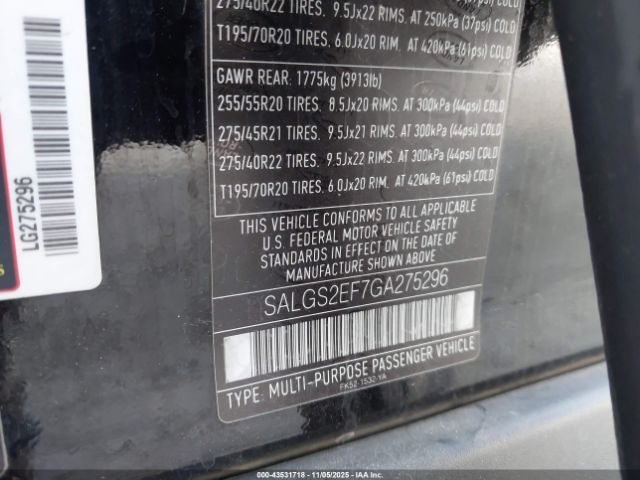 275/40R22 TIRES. 9.5Jx22 RIMS. AT 250kPa (37psi) COLD
T195/70R20 TIRES. 6.0Jx20 RIM. AT 420kPa (61psi) COLD
GAWR REAR: 1775kg (3913lb)
255/55R20 TIRES. 8.5Jx20 RIMS. AT 300kPa (44psi) COLD
275/45R21 TIRES. 9.5Jx21 RIMS. AT 300kPa (44psi) COLD
275/40R22 TIRES. 9.5Jx22 RIMS. AT 300kPa (44psi) COLD
T195/70R20 TIRES. 6.0Jx20 RIM. AT 420kPa (61psi) COLD
THIS VEHICLE CONFORMS TO ALL APPLICABLE
U.S. FEDERAL MOTOR VEHICLE SAFETY
STANDARDS IN EFFECT ON THE DATE OF
MANUFACTURE SHOWN ABOVE.
SALGS2EF7GA275296
TYPE: MULTI-PURPOSE PASSENGER VEHICLE
FK52-1532-YA
LG275296
000-43531718 - 11/05/2025 - IAAI.COM